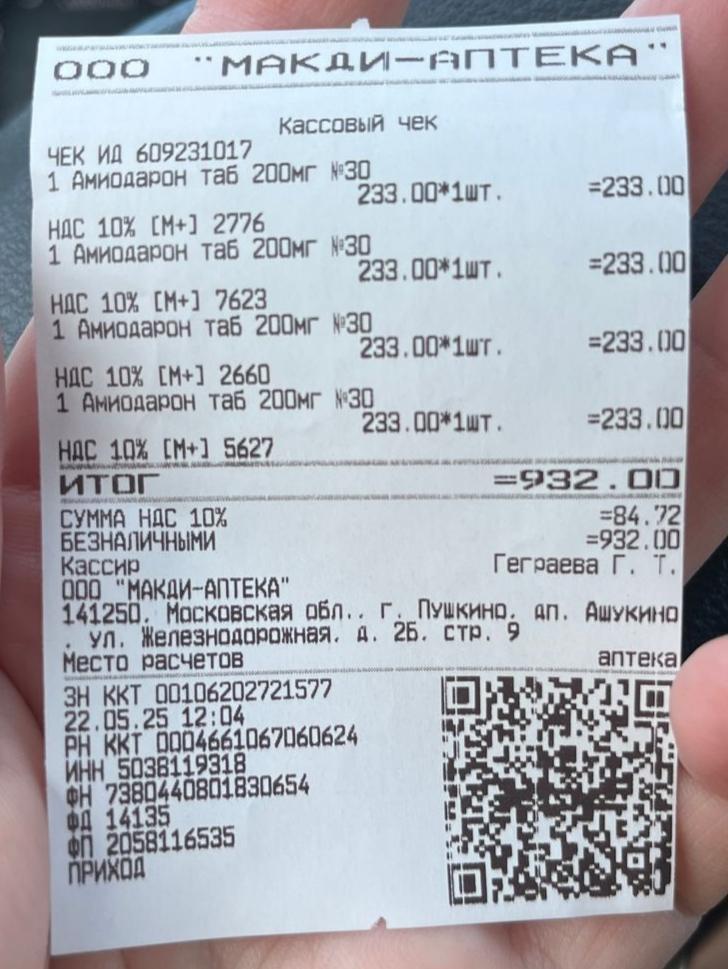 ООО "МАКДИ-АПТЕКА"
Кассовый чек
ЧЕК ИД 609231017
1 Амиодарон таб 200мг №30
233.00*1шт. =233.00
НДС 10% [М+] 2776
1 Амиодарон таб 200мг №30
233.00*1шт. =233.00
НДС 10% [М+] 7623
1 Амиодарон таб 200мг №30
233.00*1шт. =233.00
НДС 10% [М+] 2660
1 Амиодарон таб 200мг №30
233.00*1шт. =233.00
НДС 10% [М+] 5627
ИТОГ =932.00
СУММА НДС 10% =84.72
БЕЗНАЛИЧНЫМИ =932.00
Кассир Геграева Г. Т.
ООО "МАКДИ-АПТЕКА"
141250, Московская обл., г. Пушкино, дп. Ашукино
, ул. Железнодорожная, д. 2Б, стр. 9
Место расчетов аптека
ЗН ККТ 00106202721577
22.05.25 12:04
РН ККТ 0004661067060624
ИНН 5038119318
ФН 7380440801830654
ФД 14135
ФП 2058116535
ПРИХОД